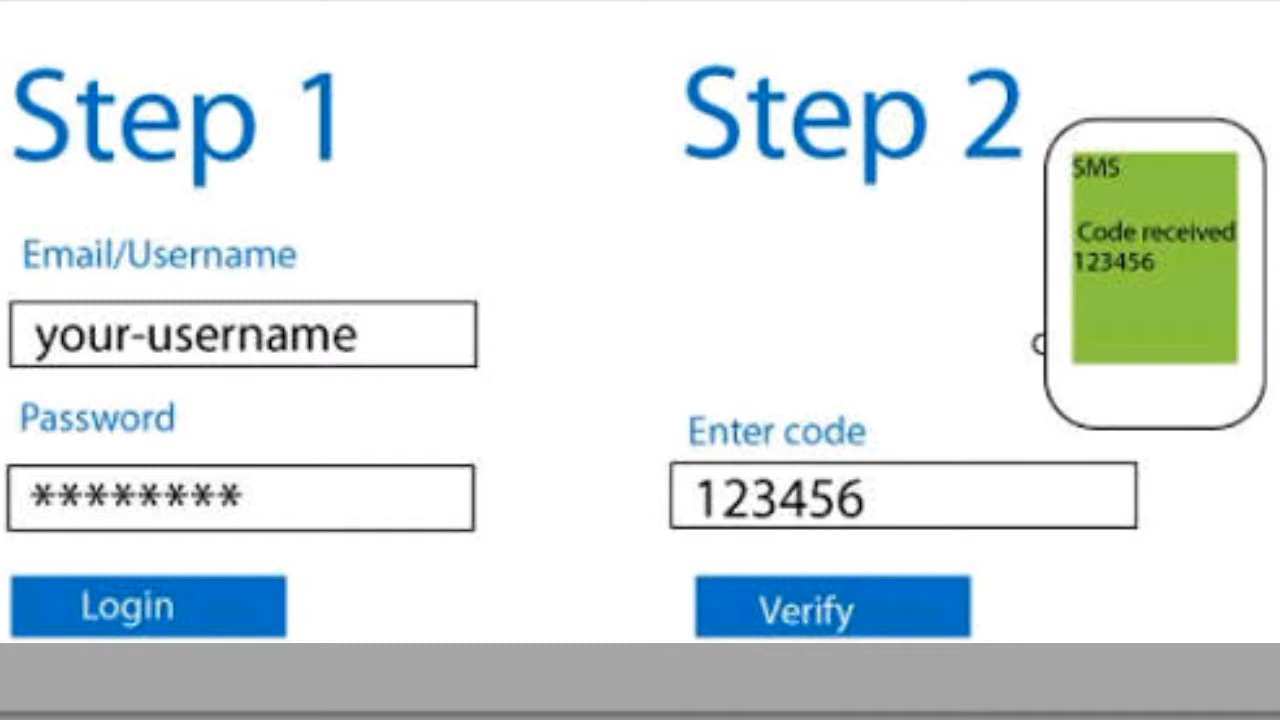 Step 1
Email/Username
your-username
Password
********
Login
Step 2
SMS
Code received
123456
Enter code
123456
Verify